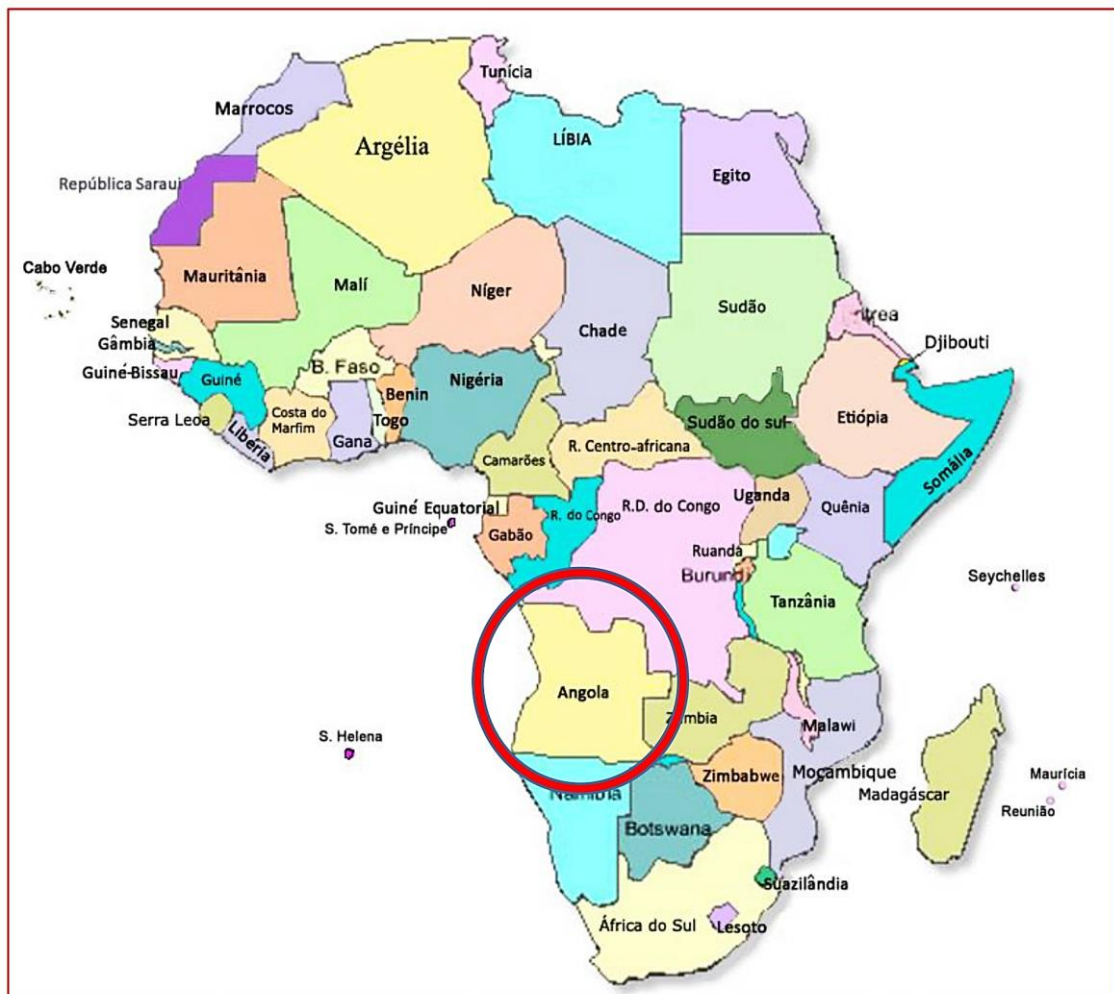 Tunícia
Marrocos
Argélia
LÍBIA
Egito
República Saraui
Cabo Verde
Mauritânia
Malí
Níger
Chade
Sudão
Djibouti
Senegal
Gâmbia
Guiné-Bissau
Guiné
B. Faso
Benin
Nigéria
Etiópia
Serra Leoa
Libéria
Costa do
Marfim
Gana
Togo
Camarões
R. Centro-africana
Sudão do sul
Somália
Guiné Equatorial
S. Tomé e Príncipe
Gabão
R. do Congo
R.D. do Congo
Uganda
Quênia
Ruanda
Burundi
Tanzânia
Seychelles
Angola
Zâmbia
Malawi
S. Helena
Zimbabwe
Moçambique
Madagáscar
Maurícia
Reunião
Namíbia
Botswana
Suazilândia
África do Sul
Lesoto